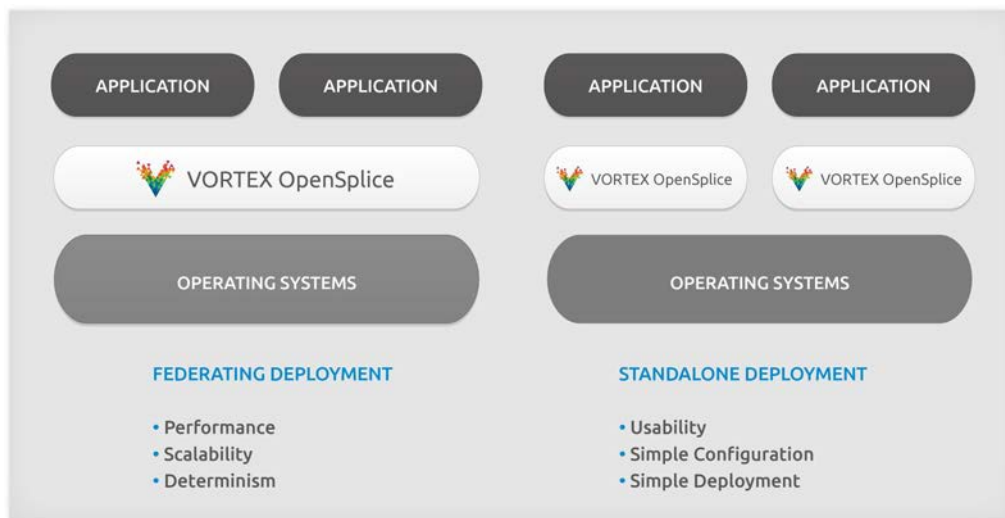 APPLICATION
APPLICATION
VORTEX OpenSplice
OPERATING SYSTEMS
FEDERATING DEPLOYMENT
• Performance
• Scalability
• Determinism
APPLICATION
APPLICATION
VORTEX OpenSplice
VORTEX OpenSplice
OPERATING SYSTEMS
STANDALONE DEPLOYMENT
• Usability
• Simple Configuration
• Simple Deployment